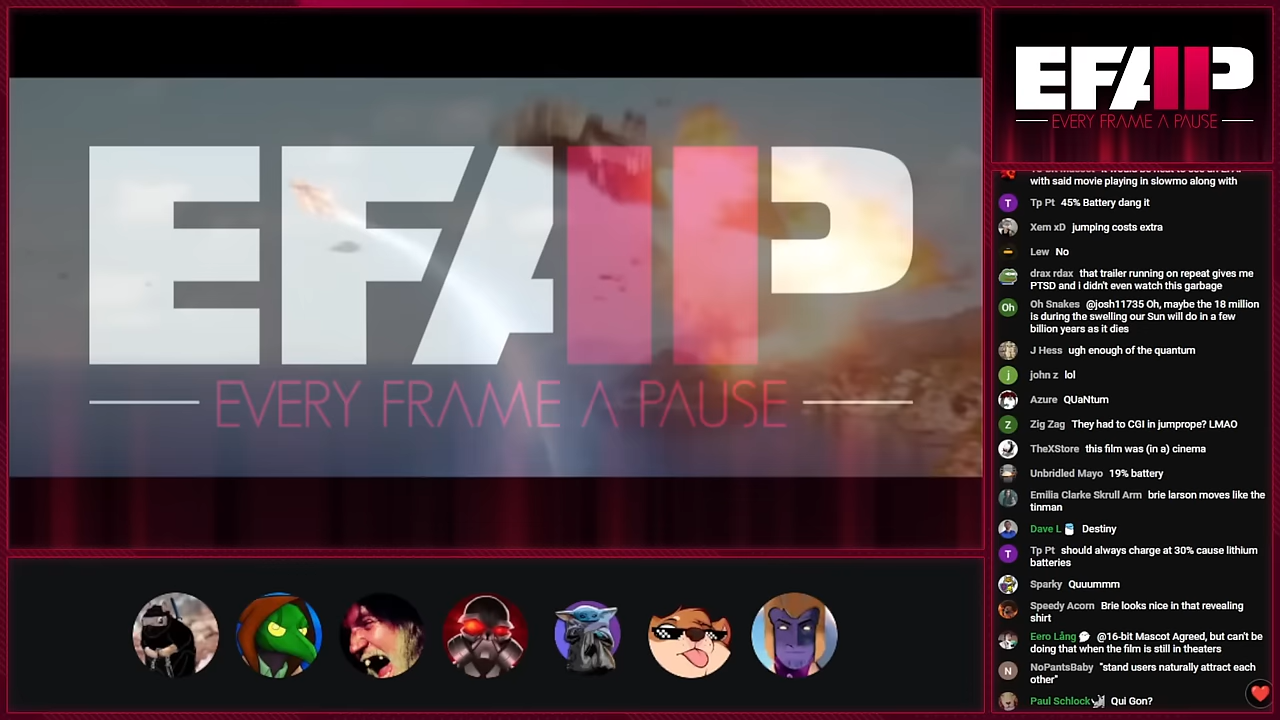 EFAP
EVERY FRAME A PAUSE
EFAP
EVERY FRAME A PAUSE
with said movie playing in slowmo along with
T Tp Pt 45% Battery dang it
Xem xD jumping costs extra
Lew No
drax rdax that trailer running on repeat gives me
PTSD and i didn't even watch this garbage
Oh Oh Snakes @josh11735 Oh, maybe the 18 million
is during the swelling our Sun will do in a few
billion years as it dies
J Hess ugh enough of the quantum
j john z lol
Azure QUaNtum
Z Zig Zag They had to CGI in jumprope? LMAO
TheXStore this film was (in a) cinema
Unbridled Mayo 19% battery
Emilia Clarke Skrull Arm brie larson moves like the
tinman
Dave L Destiny
T Tp Pt should always charge at 30% cause lithium
batteries
Sparky Quuummm
Speedy Acorn Brie looks nice in that revealing
shirt
Eero Lång @16-bit Mascot Agreed, but can't be
doing that when the film is still in theaters
N NoPantsBaby "stand users naturally attract each
other"
Paul Schlock Qui Gon?